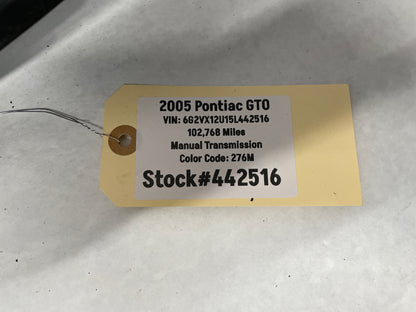 2005 Pontiac GTO
VIN: 6G2VX12U15L442516
102,768 Miles
Manual Transmission
Color Code: 276M
Stock#442516